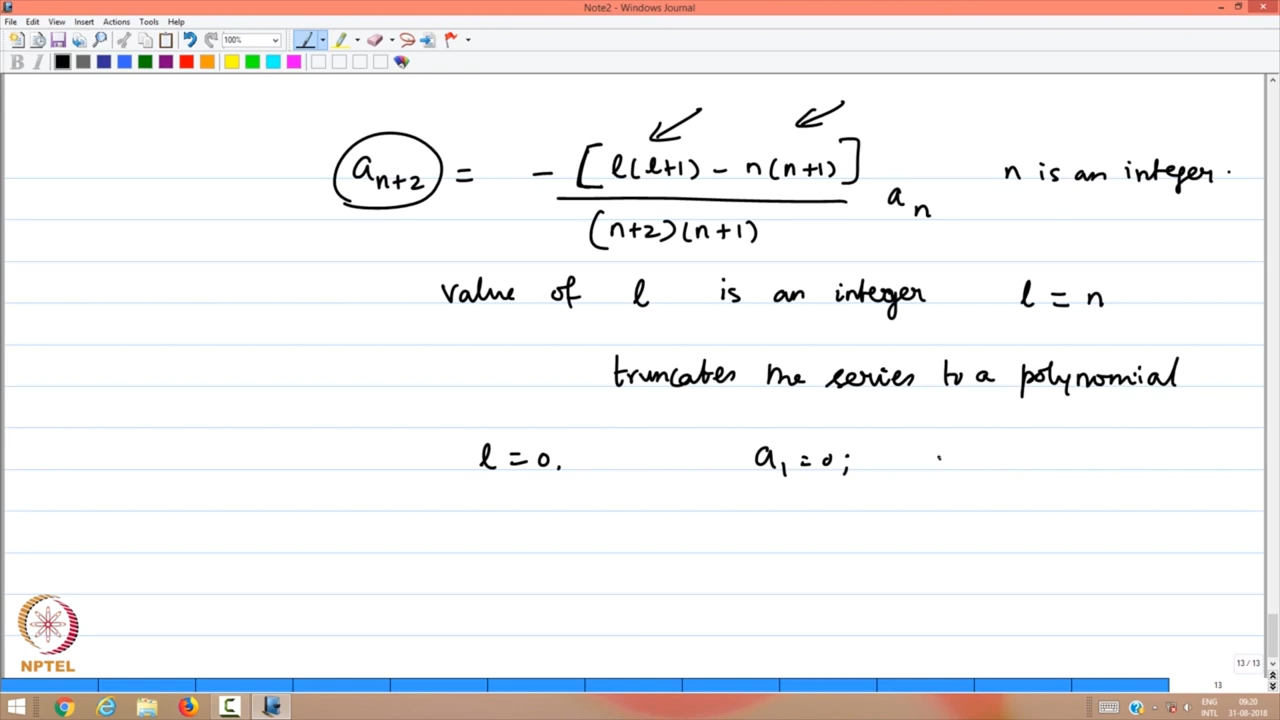 Note2 - Windows Journal
File Edit View Insert Actions Tools Help
100%
B I
a_{n+2} = - [l(l+1) - n(n+1)] / (n+2)(n+1) a_n n is an integer.
value of l is an integer l = n
truncates the series to a polynomial
l = 0. a_1 = 0;
NPTEL
13 / 13
13
ENG 09:20
INTL 31-08-2018